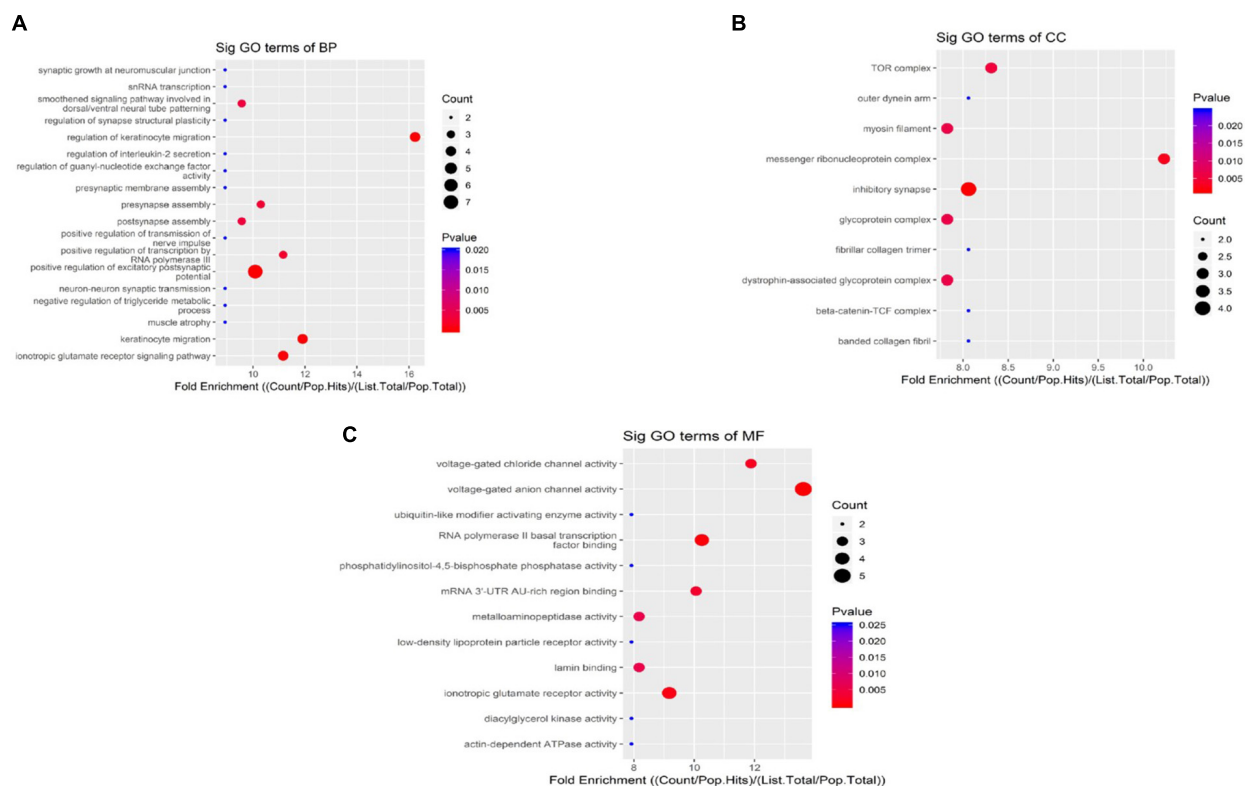 A
Sig GO terms of BP
synaptic growth at neuromuscular junction
snRNA transcription
smoothened signaling pathway involved in
dorsal/ventral neural tube patterning
regulation of synapse structural plasticity
regulation of keratinocyte migration
regulation of interleukin-2 secretion
regulation of guanyl-nucleotide exchange factor
activity
presynaptic membrane assembly
presynapse assembly
postsynapse assembly
positive regulation of transmission of
nerve impulse
positive regulation of transcription by
RNA polymerase III
positive regulation of excitatory postsynaptic
potential
neuron-neuron synaptic transmission
negative regulation of triglyceride metabolic
process
muscle atrophy
keratinocyte migration
ionotropic glutamate receptor signaling pathway
10 12 14 16
Fold Enrichment ((Count/Pop.Hits)/(List.Total/Pop.Total))
Count
2
3
4
5
6
7
Pvalue
0.020
0.015
0.010
0.005
B
Sig GO terms of CC
TOR complex
outer dynein arm
myosin filament
messenger ribonucleoprotein complex
inhibitory synapse
glycoprotein complex
fibrillar collagen trimer
dystrophin-associated glycoprotein complex
beta-catenin-TCF complex
banded collagen fibril
8.0 8.5 9.0 9.5 10.0
Fold Enrichment ((Count/Pop.Hits)/(List.Total/Pop.Total))
Pvalue
0.020
0.015
0.010
0.005
Count
2.0
2.5
3.0
3.5
4.0
C
Sig GO terms of MF
voltage-gated chloride channel activity
voltage-gated anion channel activity
ubiquitin-like modifier activating enzyme activity
RNA polymerase II basal transcription
factor binding
phosphatidylinositol-4,5-bisphosphate phosphatase activity
mRNA 3'-UTR AU-rich region binding
metalloaminopeptidase activity
low-density lipoprotein particle receptor activity
lamin binding
ionotropic glutamate receptor activity
diacylglycerol kinase activity
actin-dependent ATPase activity
8 10 12
Fold Enrichment ((Count/Pop.Hits)/(List.Total/Pop.Total))
Count
2
3
4
5
Pvalue
0.025
0.020
0.015
0.010
0.005